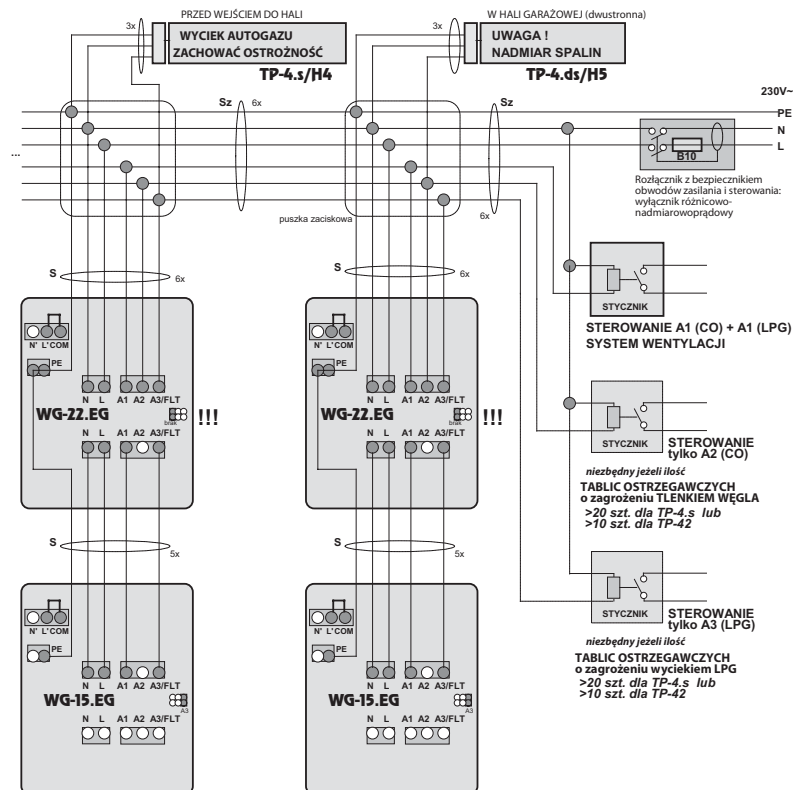 PRZED WEJŚCIEM DO HALI
W HALI GARAŻOWEJ (dwustronna)
3x
WYCIEK AUTOGAZU
ZACHOWAĆ OSTROŻNOŚĆ
TP-4.s/H4
3x
UWAGA !
NADMIAR SPALIN
TP-4.ds/H5
Sz
6x
Sz
6x
230V~
PE
N
L
...
B10
Rozłącznik z bezpiecznikiem
obwodów zasilania i sterowania:
wyłącznik różnicowo-
nadmiarowoprądowy
puszka zaciskowa
S
6x
S
6x
STYCZNIK
STEROWANIE A1 (CO) + A1 (LPG)
SYSTEM WENTYLACJI
N' L' COM
PE
N L A1 A2 A3/FLT
WG-22.EG
brak
!!!
N L A1 A2 A3/FLT
N' L' COM
PE
N L A1 A2 A3/FLT
WG-22.EG
brak
!!!
N L A1 A2 A3/FLT
STYCZNIK
STEROWANIE
tylko A2 (CO)
niezbędny jeżeli ilość
TABLIC OSTRZEGAWCZYCH
o zagrożeniu TLENKIEM WĘGLA
>20 szt. dla TP-4.s lub
>10 szt. dla TP-42
S
5x
S
5x
STYCZNIK
STEROWANIE
tylko A3 (LPG)
niezbędny jeżeli ilość
TABLIC OSTRZEGAWCZYCH
o zagrożeniu wyciekiem LPG
>20 szt. dla TP-4.s lub
>10 szt. dla TP-42
N' L' COM
PE
N L A1 A2 A3/FLT
WG-15.EG
A3
N L A1 A2 A3/FLT
N' L' COM
PE
N L A1 A2 A3/FLT
WG-15.EG
A3
N L A1 A2 A3/FLT